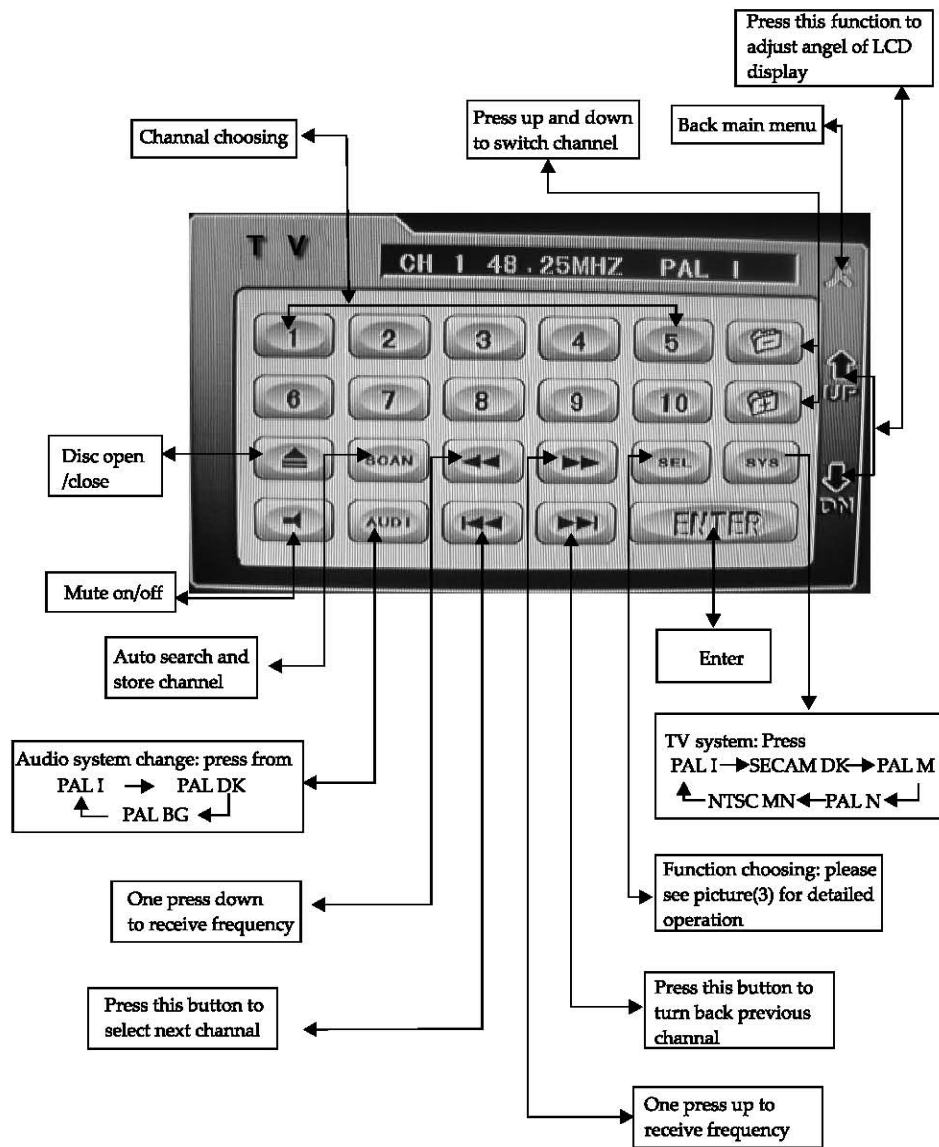 Press this function to
adjust angel of LCD
display
Press up and down
to switch channel
Back main menu
Channal choosing
T V
CH 1 48.25MHZ PAL I
1 2 3 4 5
6 7 8 9 10
UP
SCAN SEL SYS
DN
AUDI ENTER
Disc open
/close
Mute on/off
Auto search and
store channel
Enter
Audio system change: press from
PAL I → PAL DK
PAL BG ←
TV system: Press
PAL I → SECAM DK → PAL M
NTSC MN ← PAL N ←
One press down
to receive frequency
Function choosing: please
see picture(3) for detailed
operation
Press this button to
select next channel
Press this button to
turn back previous
channel
One press up to
receive frequency